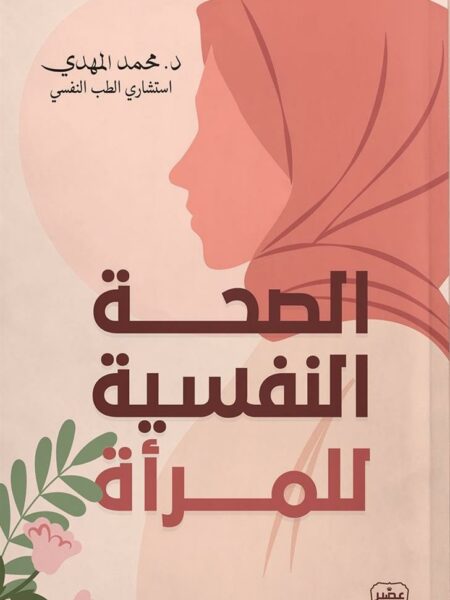 د. محمد المهدي
استشاري الطب النفسي
الصحة
النفسية
للمرأة
عصير